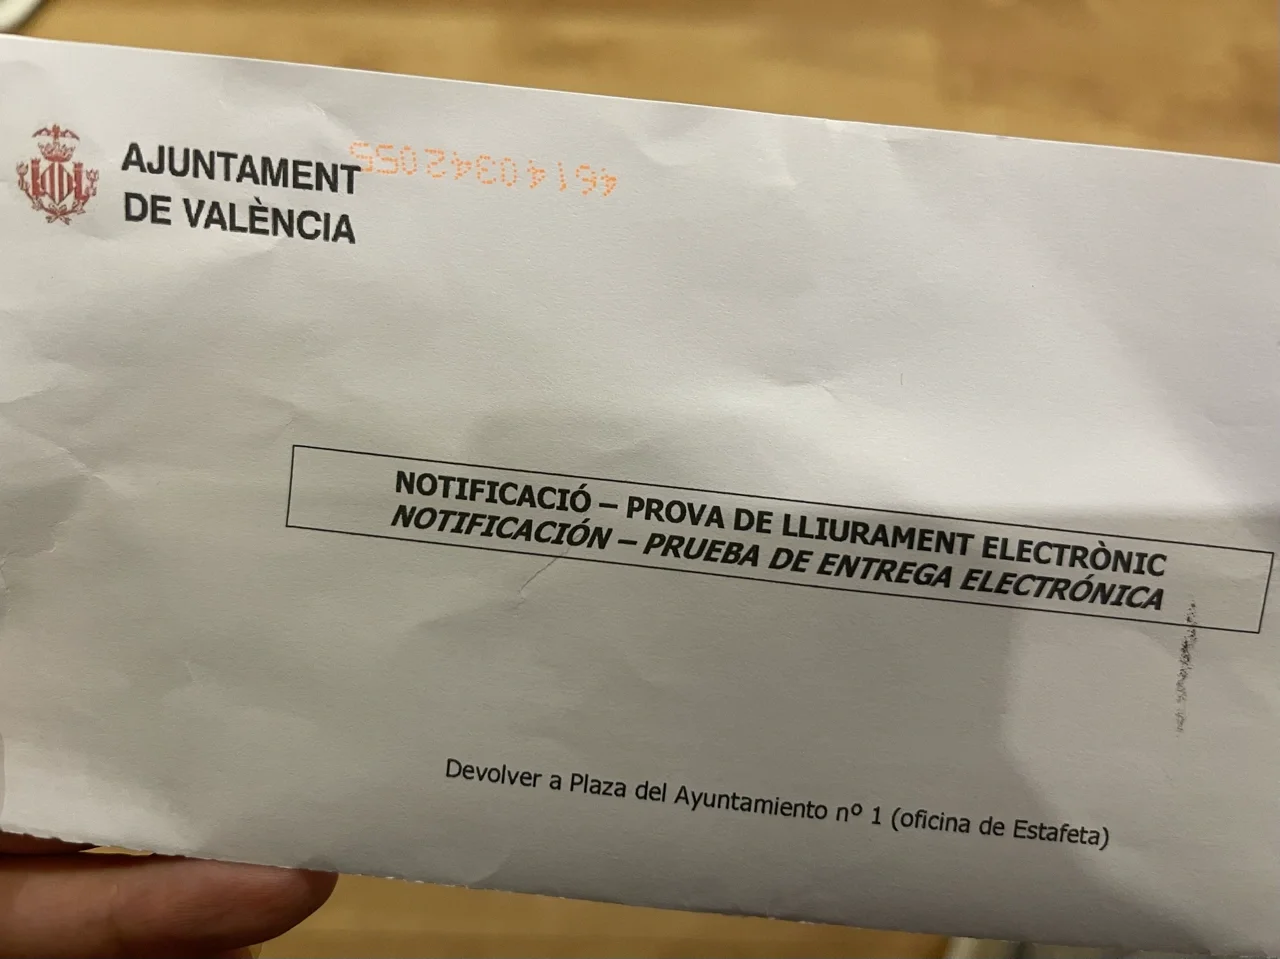 AJUNTAMENT
DE VALÈNCIA
46140342055
NOTIFICACIÓ – PROVA DE LLIURAMENT ELECTRÒNIC
NOTIFICACIÓN – PRUEBA DE ENTREGA ELECTRÓNICA
Devolver a Plaza del Ayuntamiento nº 1 (oficina de Estafeta)